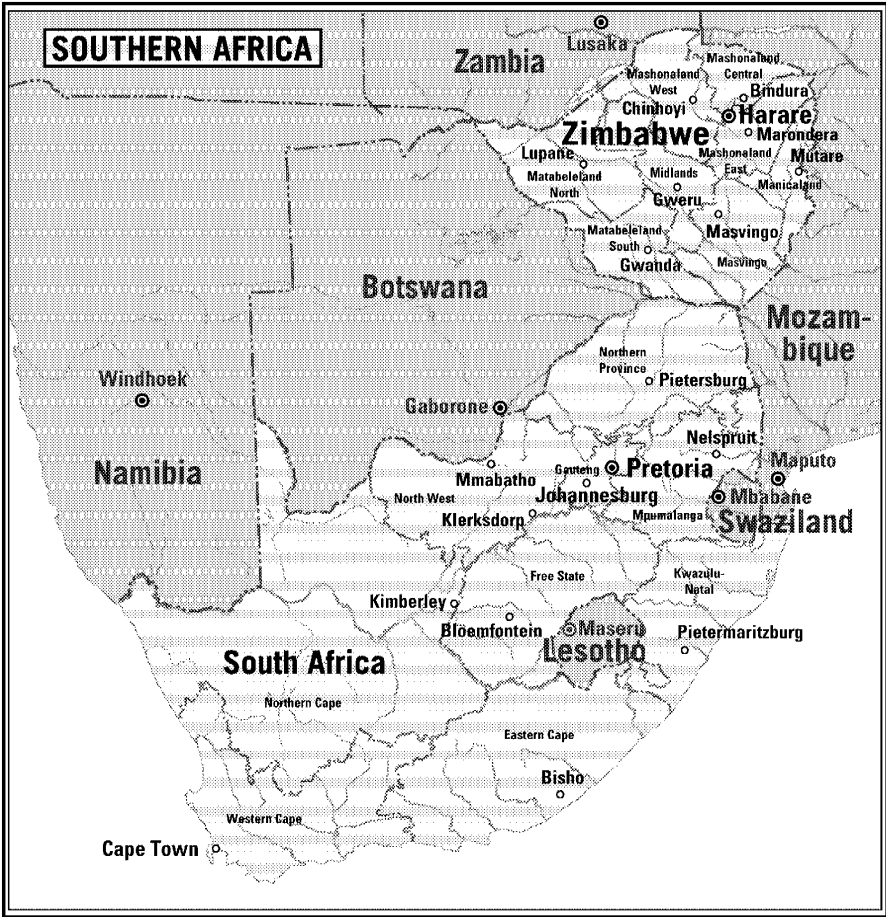 SOUTHERN AFRICA
Lusaka
Zambia
Mashonaland
Central
Mashonaland
West
Bindura
Chinhoyi
Harare
Zimbabwe
Marondera
Lupane
Mashonaland
East
Mutare
Matabeleland
North
Midlands
Manicaland
Gweru
Masvingo
Matabeleland
South
Gwanda
Masvingo
Botswana
Mozam-
bique
Northern
Province
Windhoek
Pietersburg
Gaborone
Nelspruit
Namibia
Mmabatho
Gauteng
Pretoria
Maputo
North West
Johannesburg
Mbabane
Klerksdorp
Mpumalanga
Swaziland
Free State
Kwazulu-
Natal
Kimberley
Bloemfontein
Maseru
Pietermaritzburg
Lesotho
South Africa
Northern Cape
Eastern Cape
Bisho
Western Cape
Cape Town